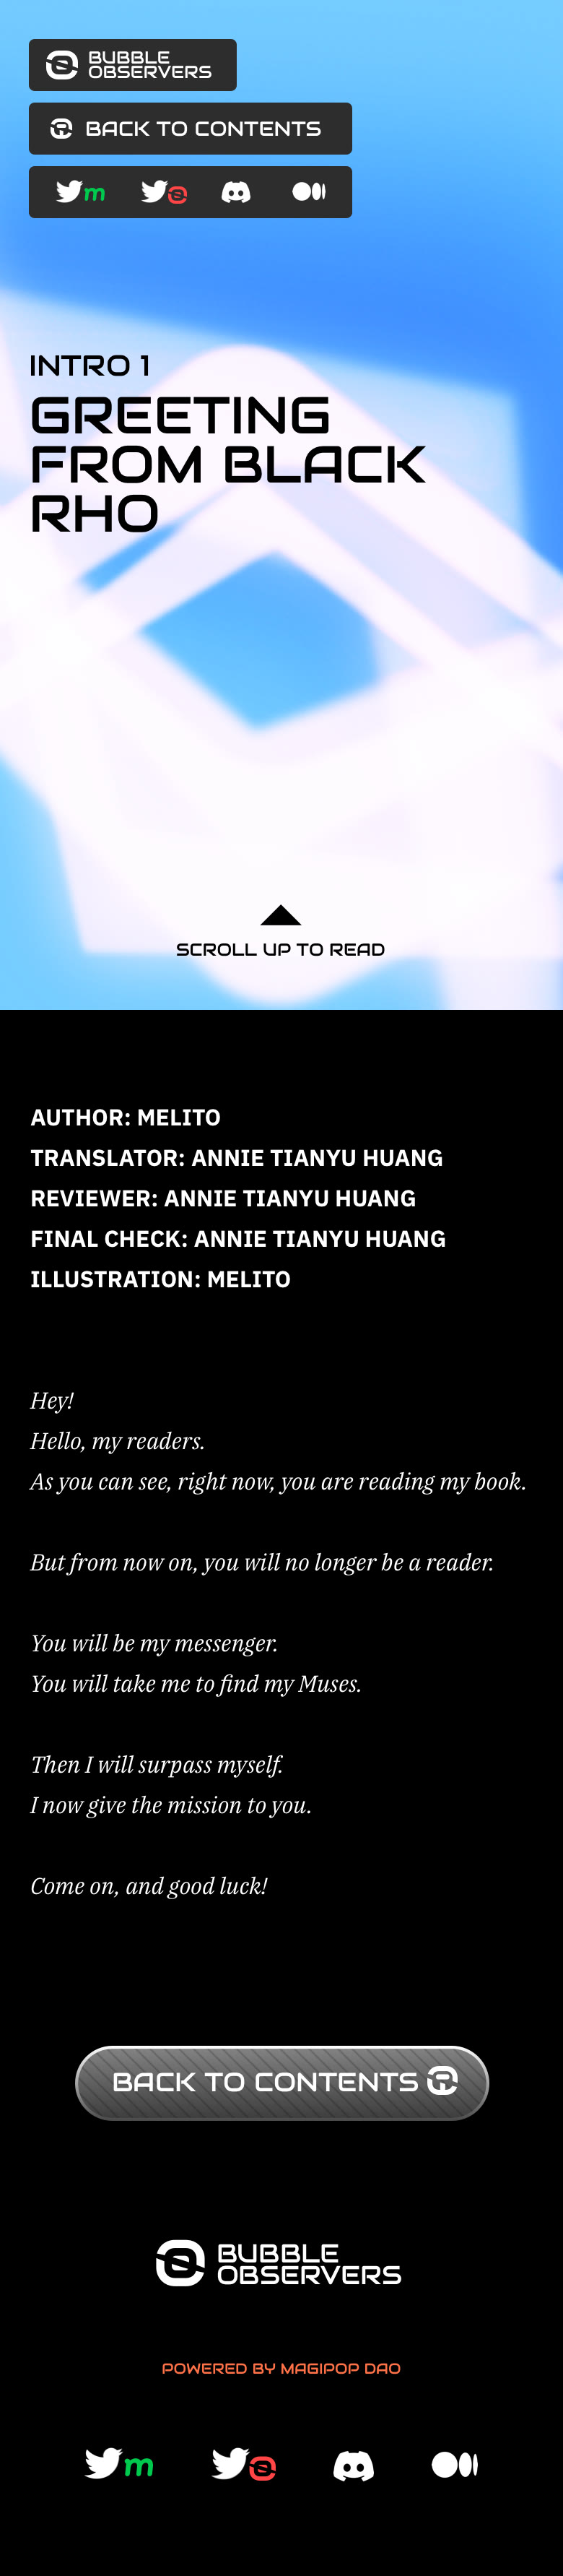 BUBBLE
OBSERVERS
BACK TO CONTENTS
m
INTRO 1
GREETING
FROM BLACK
RHO
SCROLL UP TO READ
AUTHOR: MELITO
TRANSLATOR: ANNIE TIANYU HUANG
REVIEWER: ANNIE TIANYU HUANG
FINAL CHECK: ANNIE TIANYU HUANG
ILLUSTRATION: MELITO
Hey!
Hello, my readers.
As you can see, right now, you are reading my book.
But from now on, you will no longer be a reader.
You will be my messenger.
You will take me to find my Muses.
Then I will surpass myself.
I now give the mission to you.
Come on, and good luck!
BACK TO CONTENTS
BUBBLE
OBSERVERS
POWERED BY MAGIPOP DAO
m